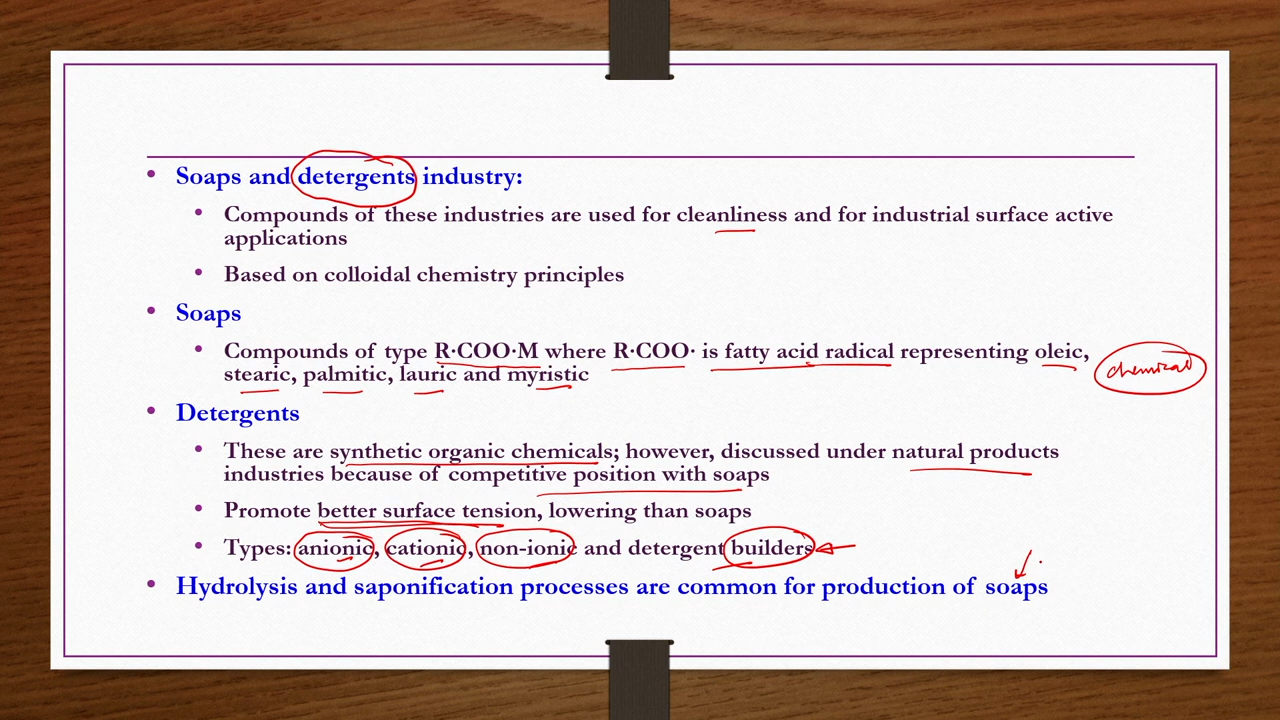 • Soaps and detergents industry:
• Compounds of these industries are used for cleanliness and for industrial surface active
applications
• Based on colloidal chemistry principles
• Soaps
• Compounds of type R·COO·M where R·COO· is fatty acid radical representing oleic,
stearic, palmitic, lauric and myristic
chemical
• Detergents
• These are synthetic organic chemicals; however, discussed under natural products
industries because of competitive position with soaps
• Promote better surface tension, lowering than soaps
• Types: anionic, cationic, non-ionic and detergent builders
• Hydrolysis and saponification processes are common for production of soaps